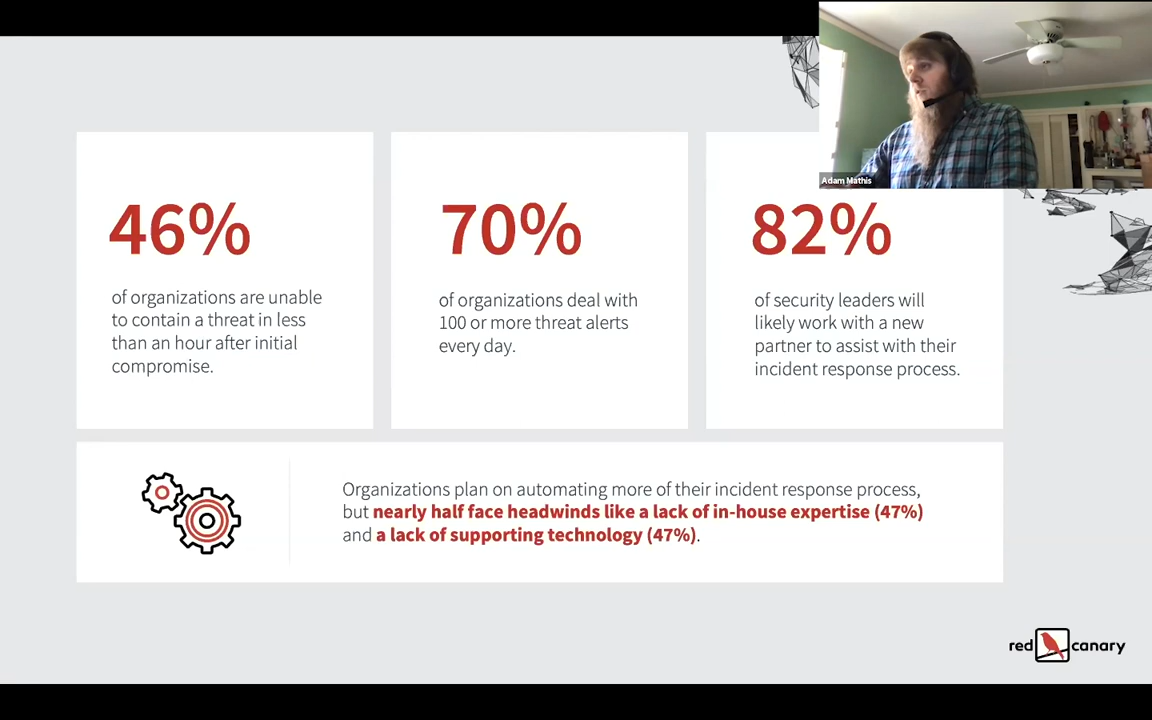 Adam Mathis
46%
of organizations are unable
to contain a threat in less
than an hour after initial
compromise.
70%
of organizations deal with
100 or more threat alerts
every day.
82%
of security leaders will
likely work with a new
partner to assist with their
incident response process.
Organizations plan on automating more of their incident response process,
but nearly half face headwinds like a lack of in-house expertise (47%)
and a lack of supporting technology (47%).
red canary